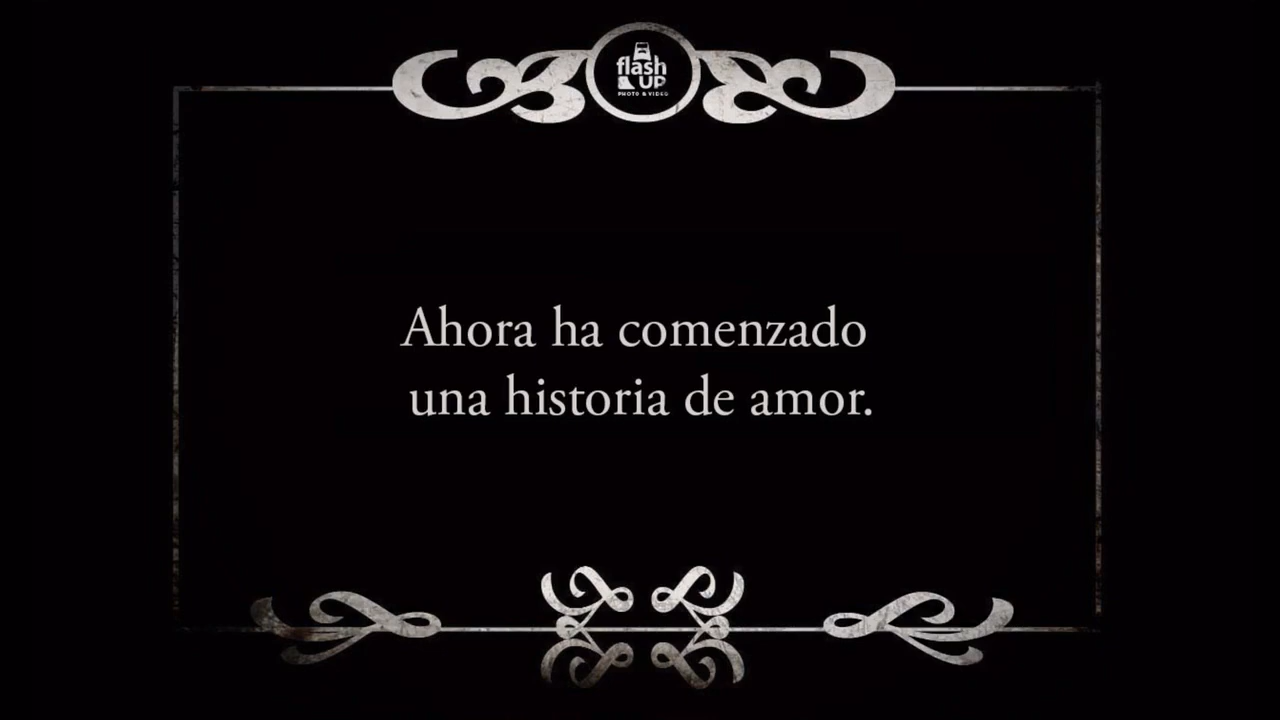 flash
UP
PHOTO & VIDEO
Ahora ha comenzado
una historia de amor.